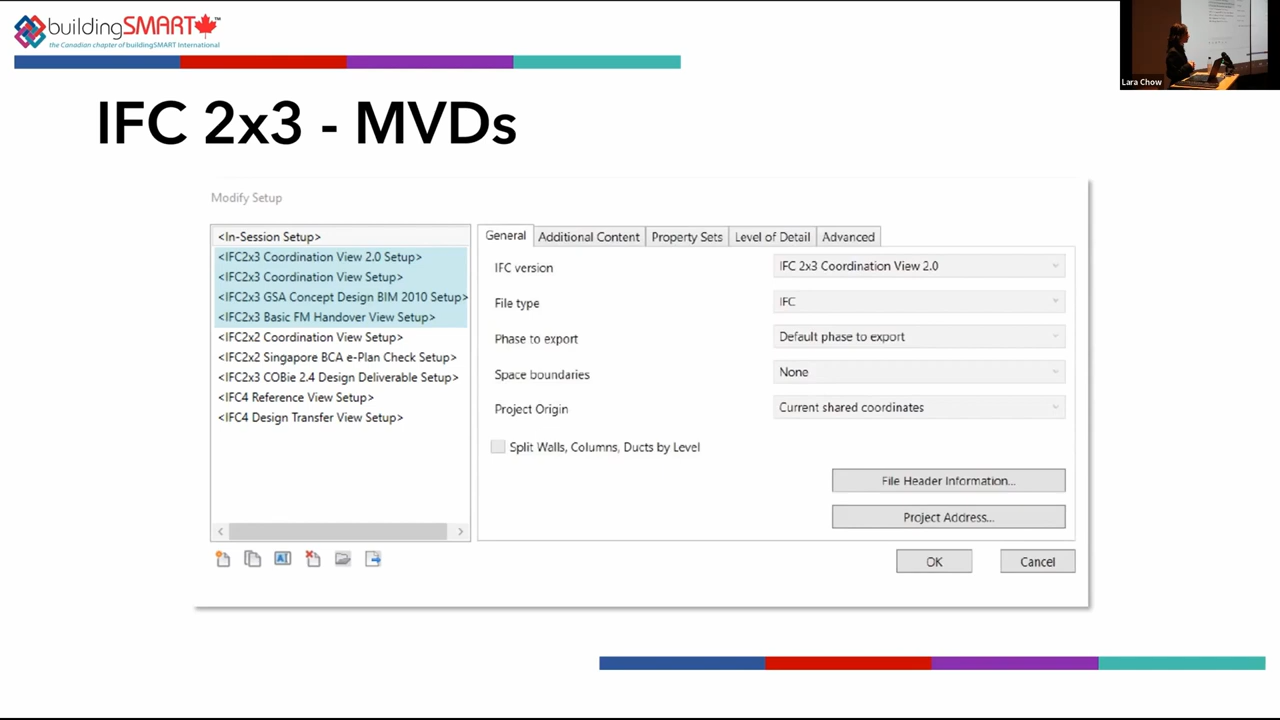 buildingSMART™
the Canadian chapter of buildingSMART International
Lara Chow
IFC 2x3 - MVDs
Modify Setup
<In-Session Setup>
<IFC2x3 Coordination View 2.0 Setup>
<IFC2x3 Coordination View Setup>
<IFC2x3 GSA Concept Design BIM 2010 Setup>
<IFC2x3 Basic FM Handover View Setup>
<IFC2x2 Coordination View Setup>
<IFC2x2 Singapore BCA e-Plan Check Setup>
<IFC2x3 COBie 2.4 Design Deliverable Setup>
<IFC4 Reference View Setup>
<IFC4 Design Transfer View Setup>
General Additional Content Property Sets Level of Detail Advanced
IFC version IFC 2x3 Coordination View 2.0
File type IFC
Phase to export Default phase to export
Space boundaries None
Project Origin Current shared coordinates
Split Walls, Columns, Ducts by Level
File Header Information...
Project Address...
OK Cancel